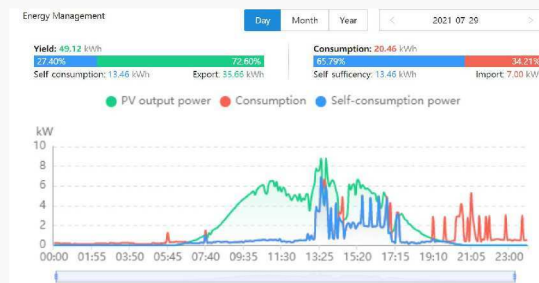 Energy Management
Day Month Year < 2021-07-29 >
Yield: 49.12 kWh
27.40% 72.60%
Self consumption: 13.46 kWh Export: 35.66 kWh
Consumption: 20.46 kWh
65.79% 34.21%
Self sufficency: 13.46 kWh Import: 7.00 kWh
PV output power Consumption Self-consumption power
kW
10
8
6
4
2
0
00:00 01:55 03:50 05:45 07:40 09:35 11:30 13:25 15:20 17:15 19:10 21:05 23:00